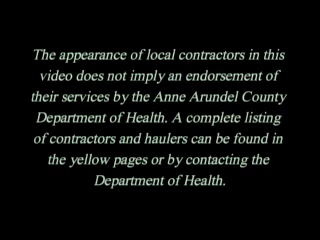 The appearance of local contractors in this
video does not imply an endorsement of
their services by the Anne Arundel County
Department of Health. A complete listing
of contractors and haulers can be found in
the yellow pages or by contacting the
Department of Health.